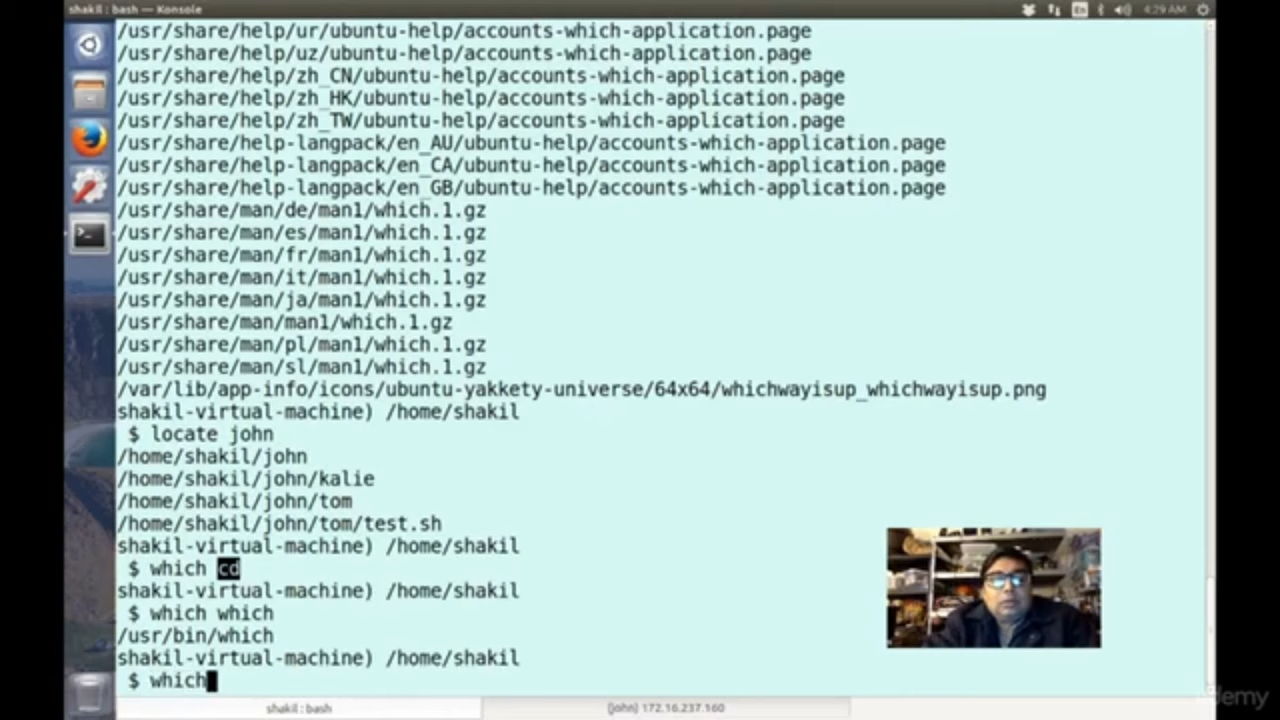 shakil : bash — Konsole
En
4:29 AM
/usr/share/help/ur/ubuntu-help/accounts-which-application.page
/usr/share/help/uz/ubuntu-help/accounts-which-application.page
/usr/share/help/zh_CN/ubuntu-help/accounts-which-application.page
/usr/share/help/zh_HK/ubuntu-help/accounts-which-application.page
/usr/share/help/zh_TW/ubuntu-help/accounts-which-application.page
/usr/share/help-langpack/en_AU/ubuntu-help/accounts-which-application.page
/usr/share/help-langpack/en_CA/ubuntu-help/accounts-which-application.page
/usr/share/help-langpack/en_GB/ubuntu-help/accounts-which-application.page
/usr/share/man/de/man1/which.1.gz
/usr/share/man/es/man1/which.1.gz
/usr/share/man/fr/man1/which.1.gz
/usr/share/man/it/man1/which.1.gz
/usr/share/man/ja/man1/which.1.gz
/usr/share/man/man1/which.1.gz
/usr/share/man/pl/man1/which.1.gz
/usr/share/man/sl/man1/which.1.gz
/var/lib/app-info/icons/ubuntu-yakkety-universe/64x64/whichwayisup_whichwayisup.png
shakil-virtual-machine) /home/shakil
$ locate john
/home/shakil/john
/home/shakil/john/kalie
/home/shakil/john/tom
/home/shakil/john/tom/test.sh
shakil-virtual-machine) /home/shakil
$ which cd
shakil-virtual-machine) /home/shakil
$ which which
/usr/bin/which
shakil-virtual-machine) /home/shakil
$ which
shakil : bash
(john) 172.16.237.160
udemy